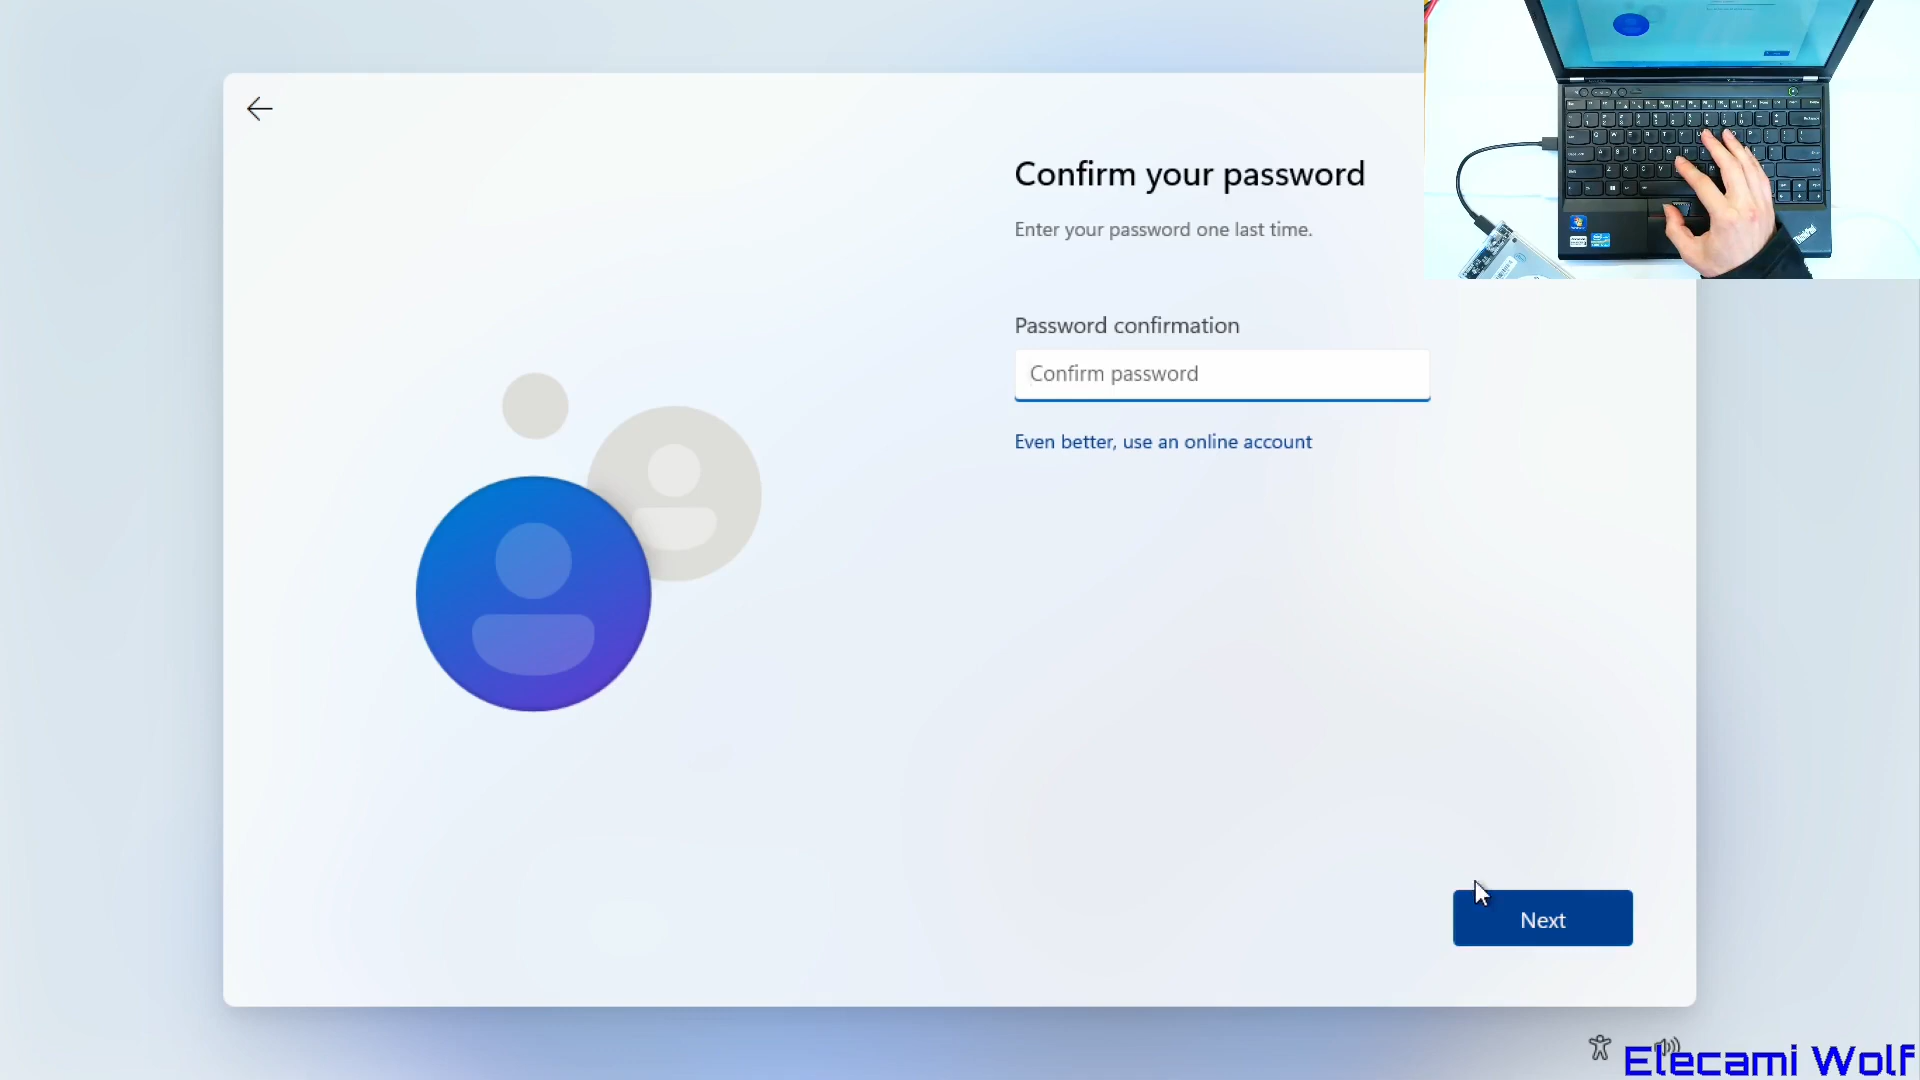 Confirm your password
Enter your password one last time.
Password confirmation
Confirm password
Even better, use an online account
Next
ThinkPad
Elecami Wolf